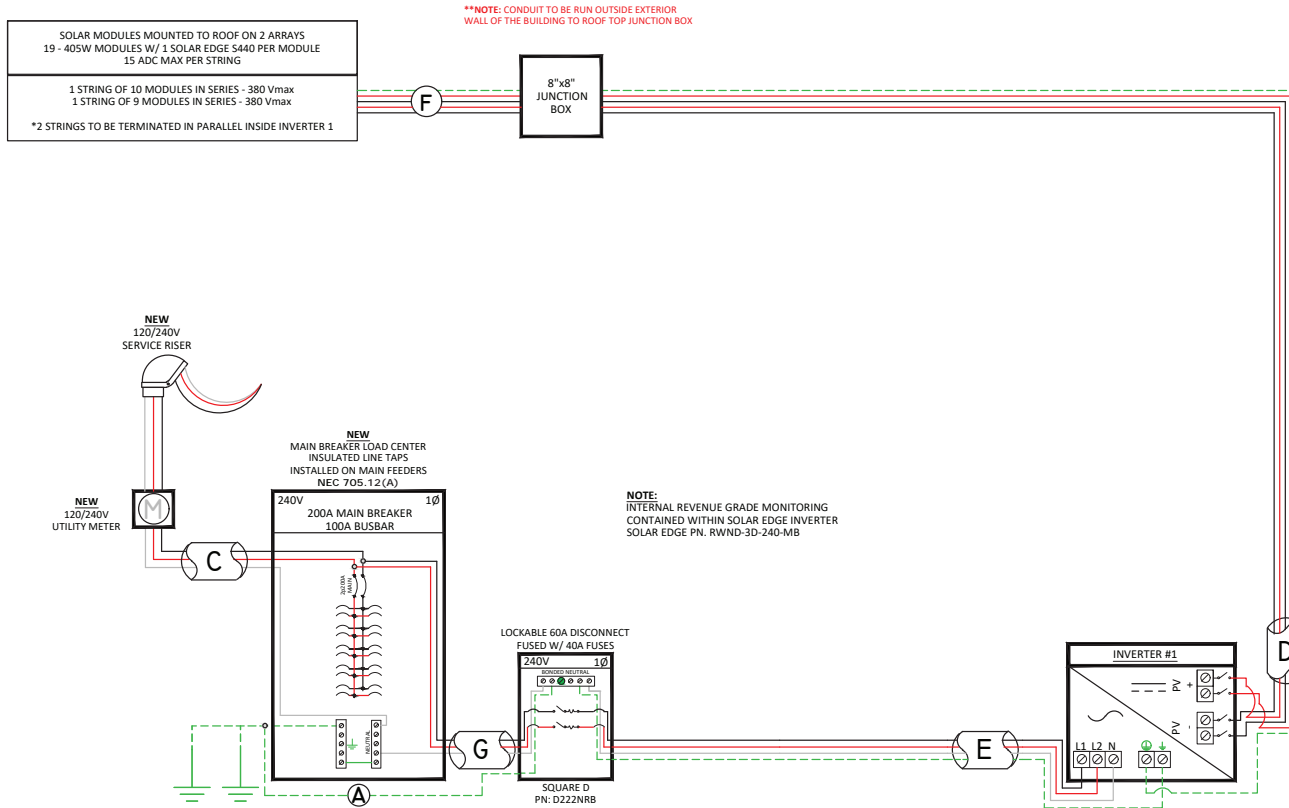 **NOTE: CONDUIT TO BE RUN OUTSIDE EXTERIOR
WALL OF THE BUILDING TO ROOF TOP JUNCTION BOX
SOLAR MODULES MOUNTED TO ROOF ON 2 ARRAYS
19 - 405W MODULES W/ 1 SOLAR EDGE S440 PER MODULE
15 ADC MAX PER STRING
1 STRING OF 10 MODULES IN SERIES - 380 Vmax
1 STRING OF 9 MODULES IN SERIES - 380 Vmax
*2 STRINGS TO BE TERMINATED IN PARALLEL INSIDE INVERTER 1
F
8"x8"
JUNCTION
BOX
NEW
120/240V
SERVICE RISER
NEW
120/240V
UTILITY METER
M
C
NEW
MAIN BREAKER LOAD CENTER
INSULATED LINE TAPS
INSTALLED ON MAIN FEEDERS
NEC 705.12(A)
240V 1Ø
200A MAIN BREAKER
100A BUSBAR
2p200A
MAIN
NEUTRAL
A
G
NOTE:
INTERNAL REVENUE GRADE MONITORING
CONTAINED WITHIN SOLAR EDGE INVERTER
SOLAR EDGE PN. RWND-3D-240-MB
LOCKABLE 60A DISCONNECT
FUSED W/ 40A FUSES
240V 1Ø
BONDED NEUTRAL
SQUARE D
PN: D222NRB
E
D
INVERTER #1
PV +
PV -
L1 L2 N